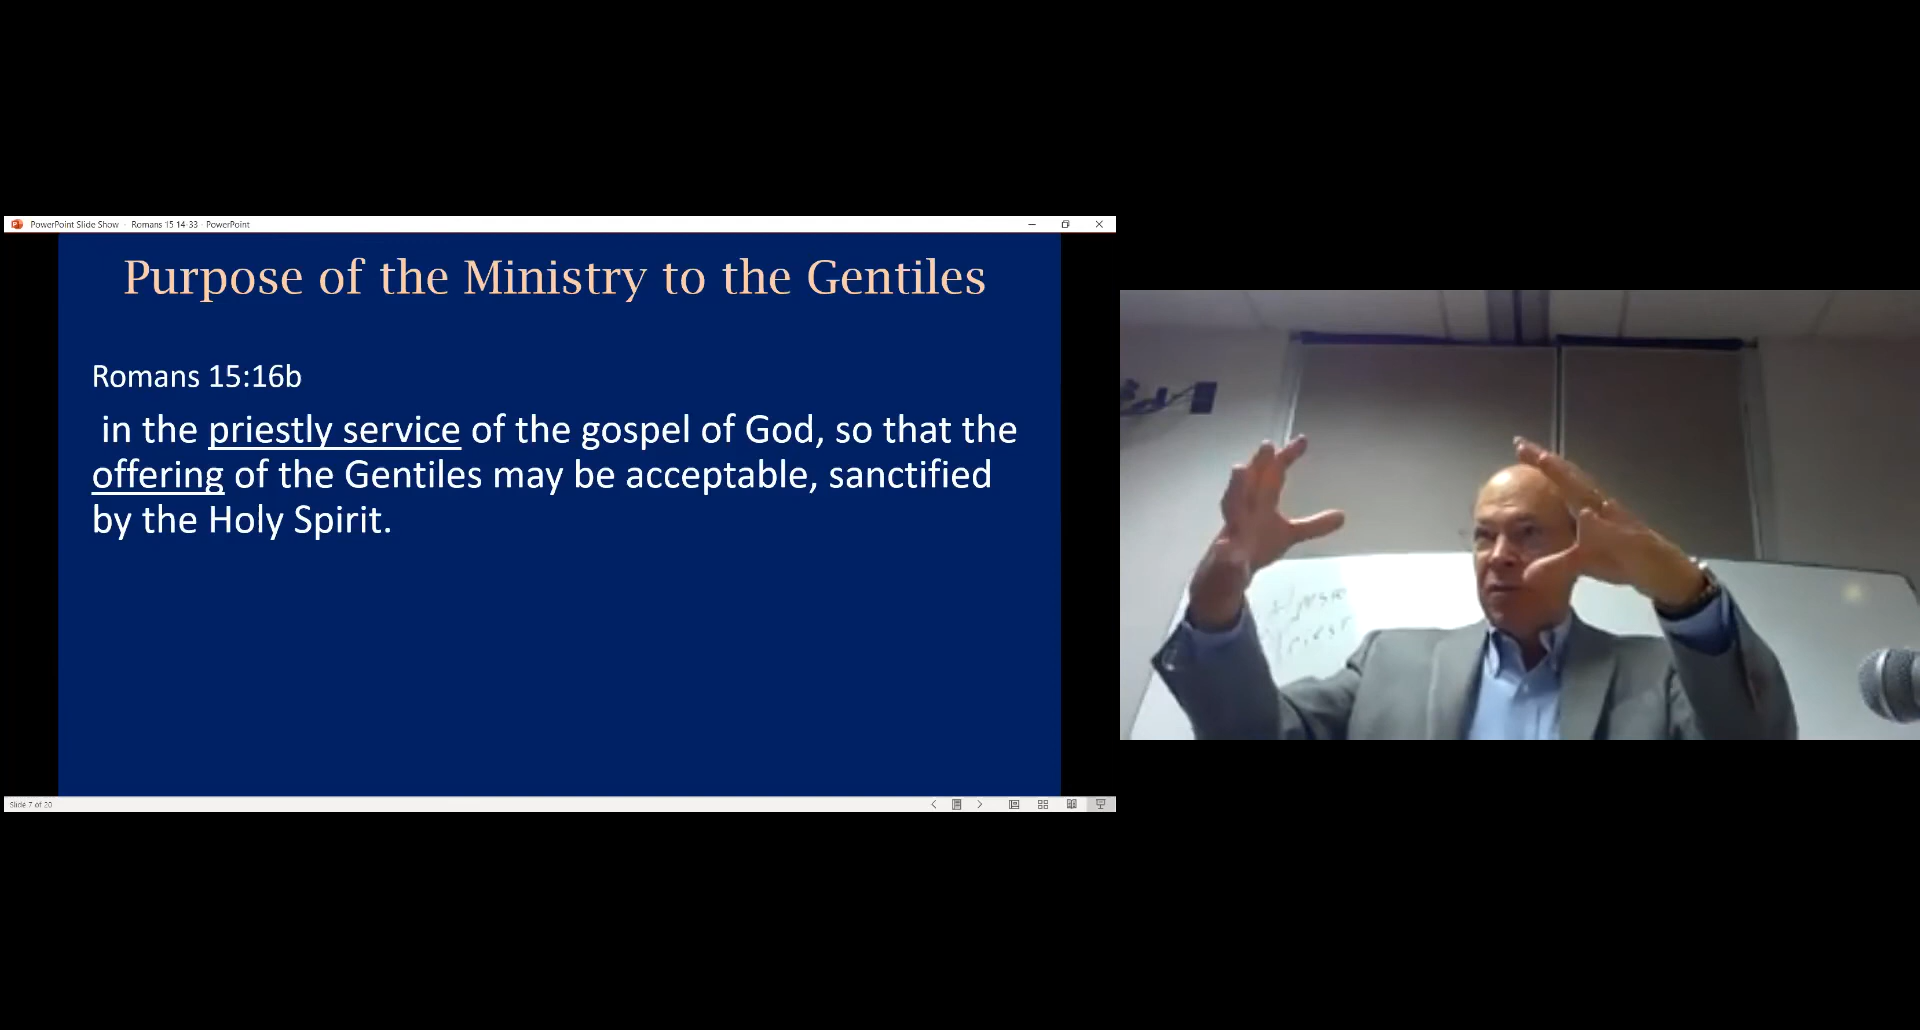 PowerPoint Slide Show - Romans 15 14-33 - PowerPoint
Purpose of the Ministry to the Gentiles
Romans 15:16b
in the priestly service of the gospel of God, so that the
offering of the Gentiles may be acceptable, sanctified
by the Holy Spirit.
Slide 7 of 20